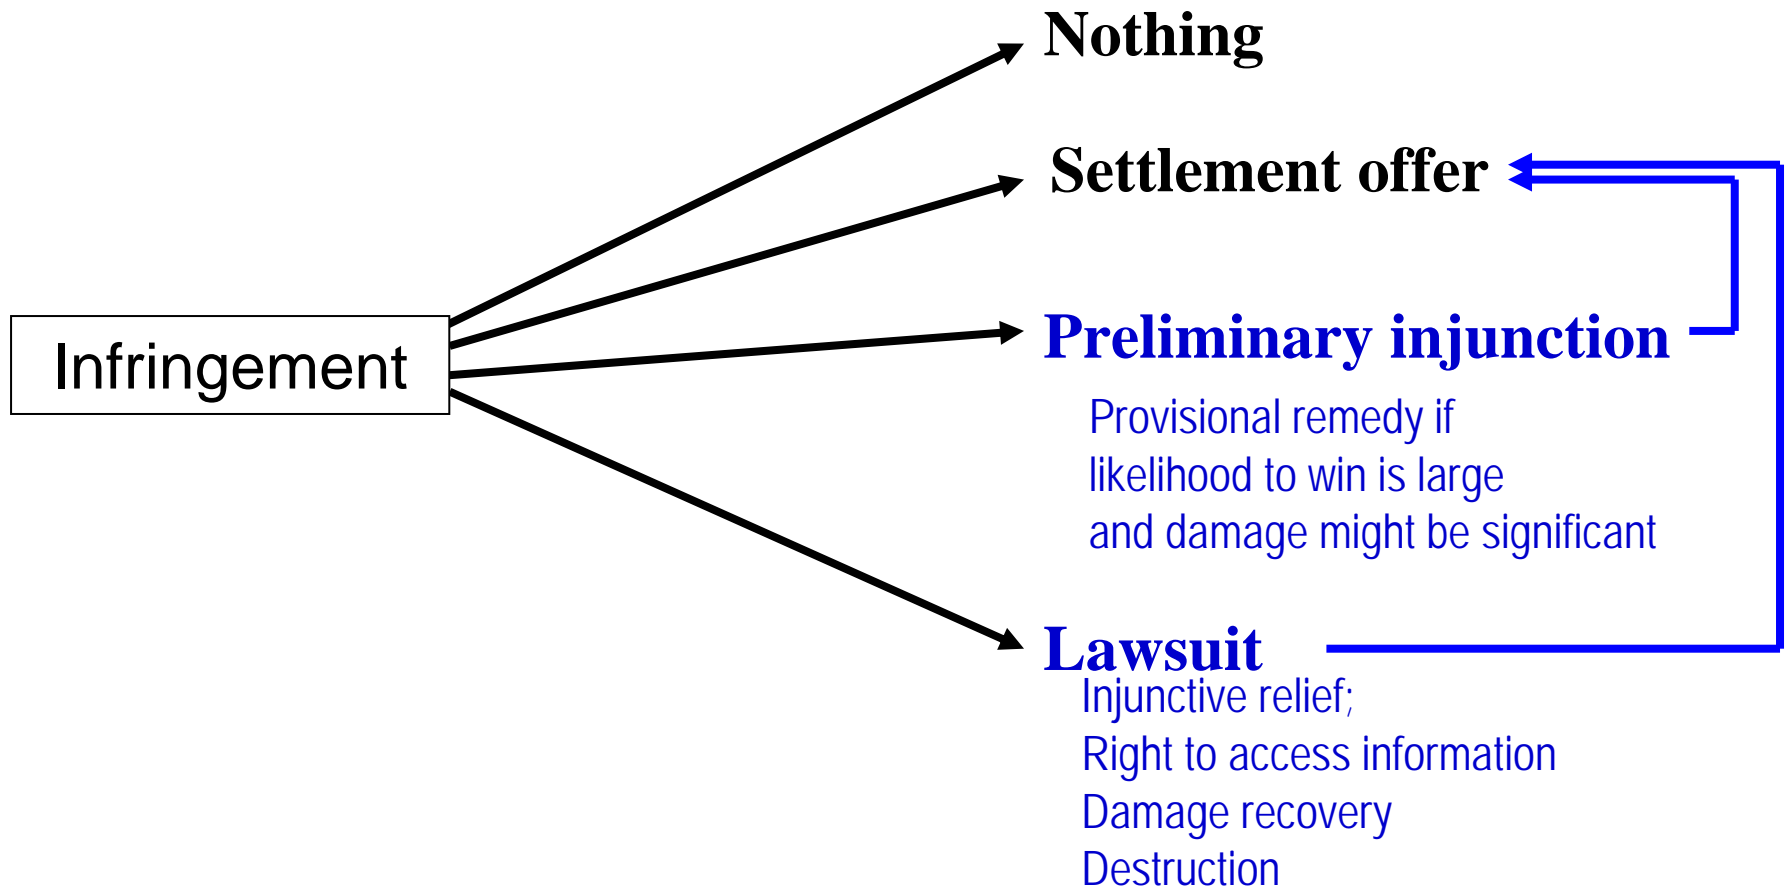 Nothing
Settlement offer
Infringement
Preliminary injunction
Provisional remedy if
likelihood to win is large
and damage might be significant
Lawsuit
Injunctive relief;
Right to access information
Damage recovery
Destruction